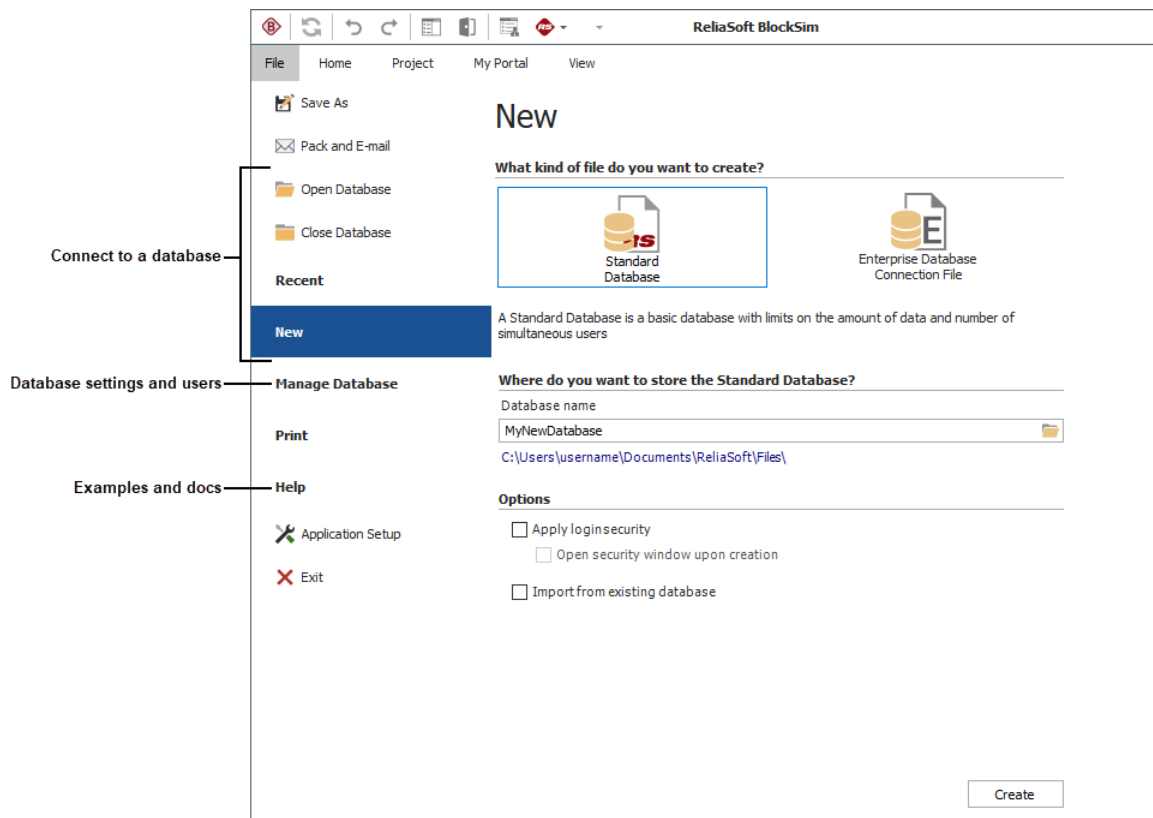 ReliaSoft BlockSim
File Home Project My Portal View
Save As
Pack and E-mail
Open Database
Close Database
Recent
New
Manage Database
Print
Help
Application Setup
Exit
Connect to a database
Database settings and users
Examples and docs
New
What kind of file do you want to create?
Standard
Database
E
Enterprise Database
Connection File
A Standard Database is a basic database with limits on the amount of data and number of
simultaneous users
Where do you want to store the Standard Database?
Database name
MyNewDatabase
C:\Users\username\Documents\ReliaSoft\Files\
Options
Apply login security
Open security window upon creation
Import from existing database
Create